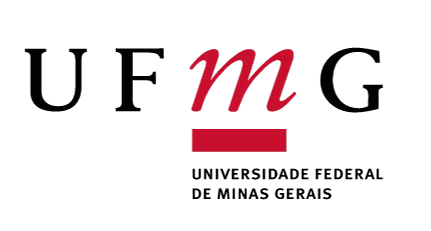 UFmG
UNIVERSIDADE FEDERAL
DE MINAS GERAIS